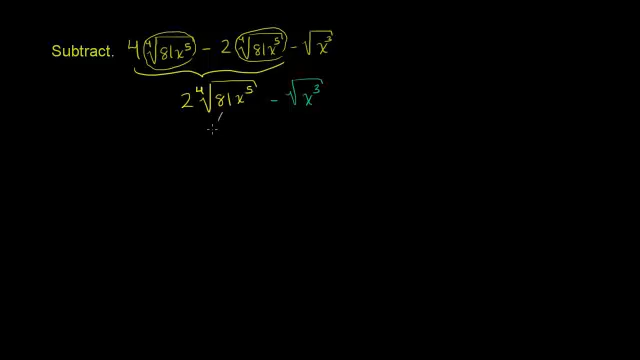 Subtract. 4∜(81x⁵) − 2∜(81x⁵) − √(x³)
2∜(81x⁵) − √(x³)